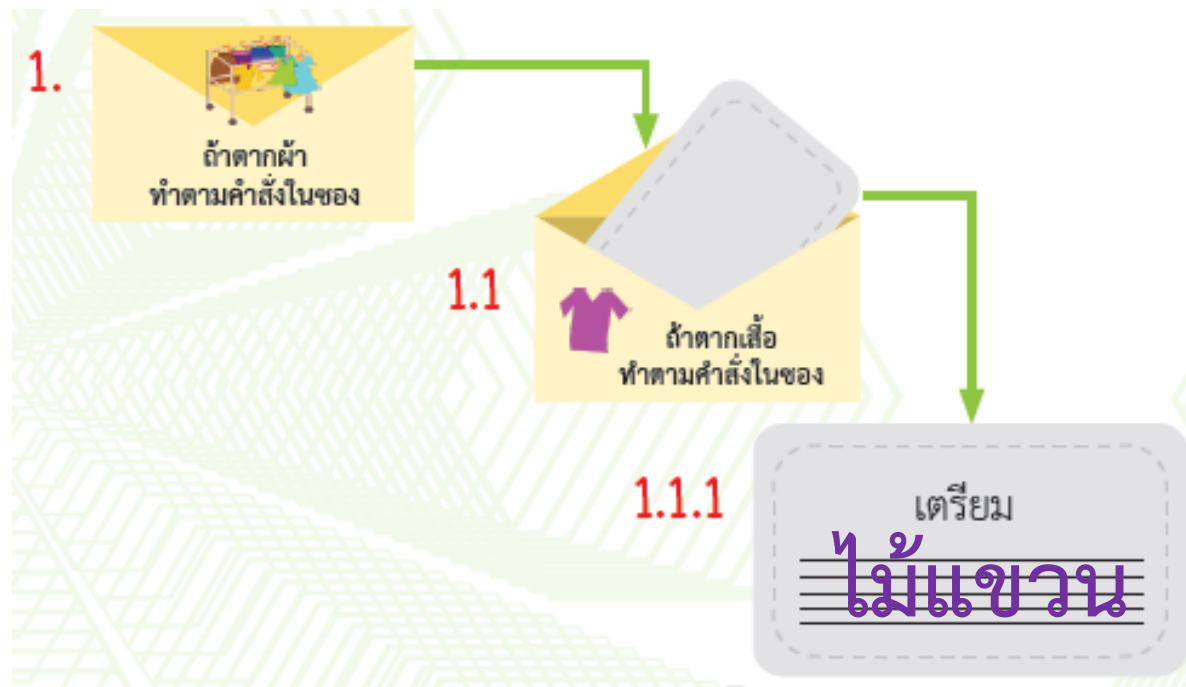 1.
ถ้าตากผ้า
ทำตามคำสั่งในซอง
1.1
ถ้าตากเสื้อ
ทำตามคำสั่งในซอง
1.1.1
เตรียม
ไม้แขวน